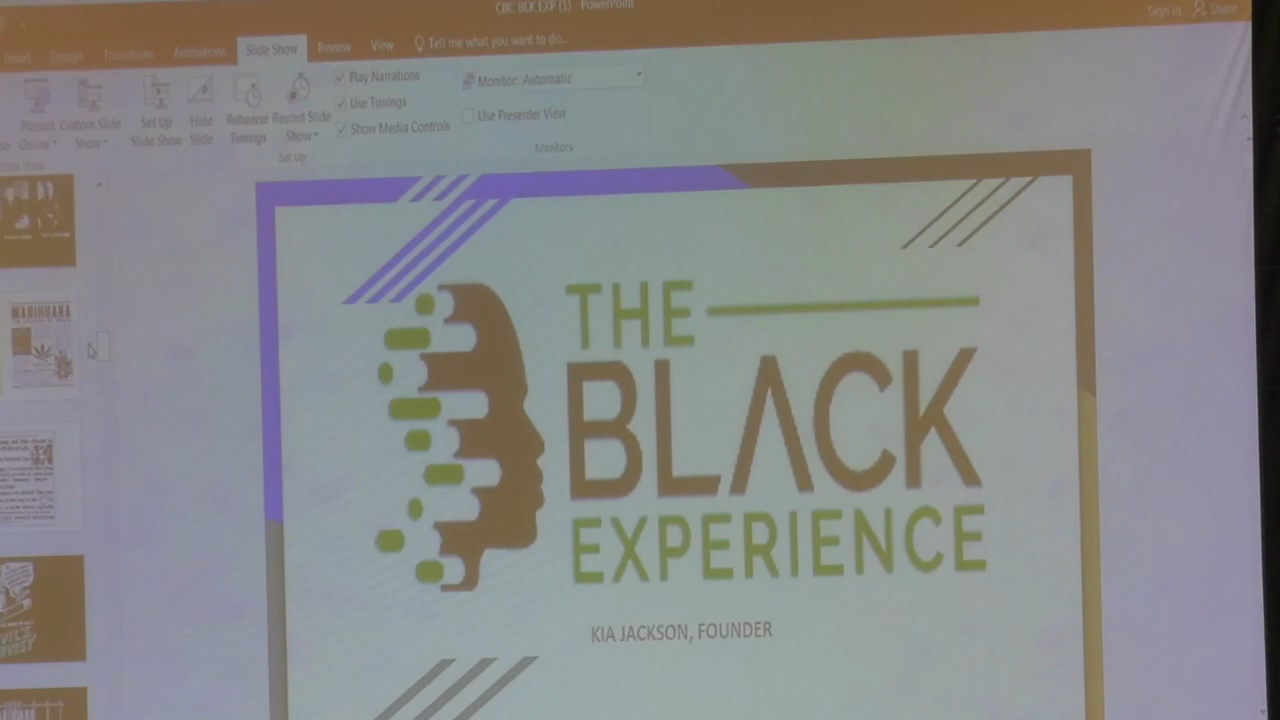 CBC BLK EXP (1) - PowerPoint
Sign in Share
Insert Design Transitions Animations Slide Show Review View Tell me what you want to do...
Present Online
Custom Slide Show
Set Up Slide Show
Hide Slide
Rehearse Timings
Record Slide Show
Play Narrations
Use Timings
Show Media Controls
Set Up
Monitor: Automatic
Use Presenter View
Monitors
MARIHUANA
THE
BLACK
EXPERIENCE
KIA JACKSON, FOUNDER